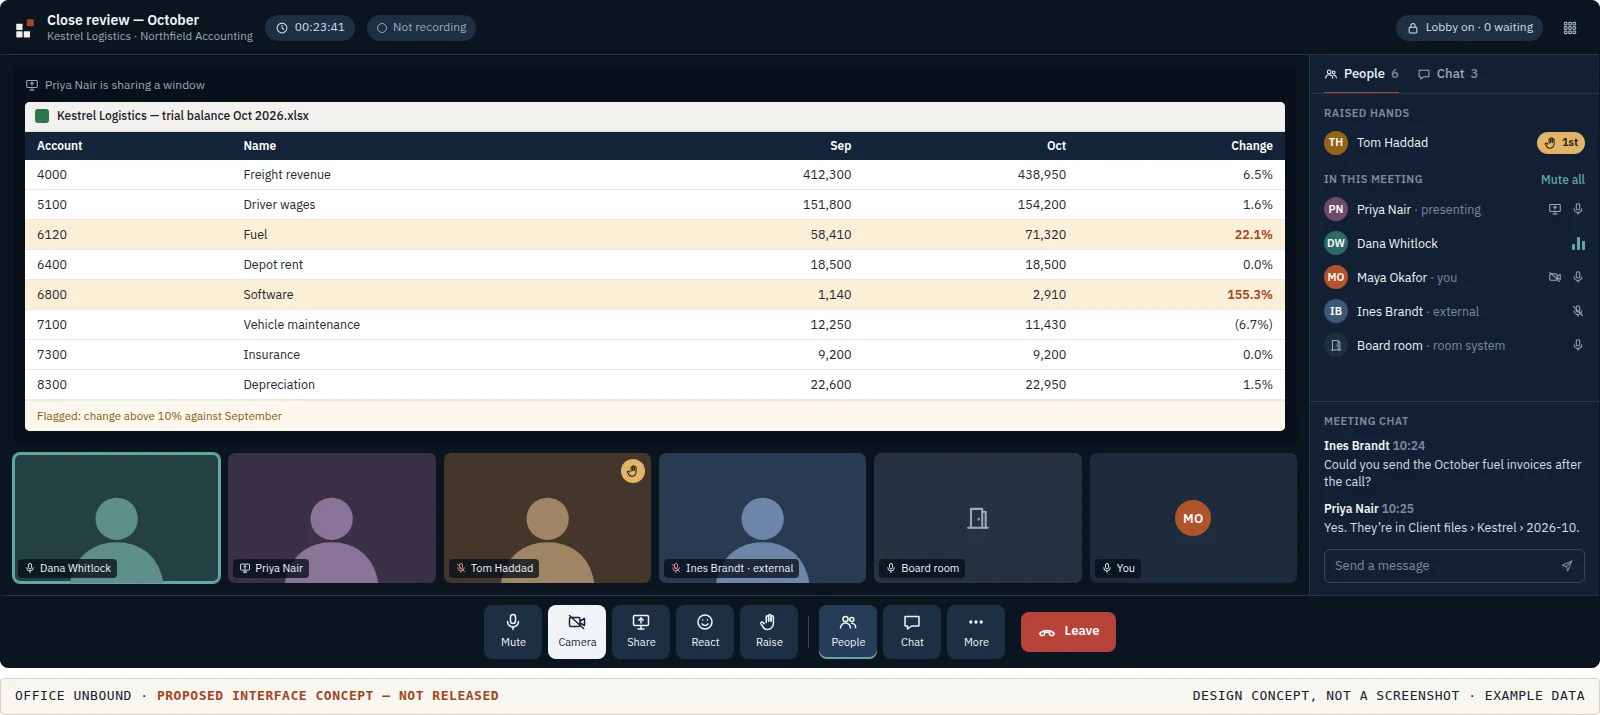 Close review — October
Kestrel Logistics · Northfield Accounting
00:23:41
Not recording
Lobby on · 0 waiting
Priya Nair is sharing a window
Kestrel Logistics — trial balance Oct 2026.xlsx
Account Name Sep Oct Change
4000 Freight revenue 412,300 438,950 6.5%
5100 Driver wages 151,800 154,200 1.6%
6120 Fuel 58,410 71,320 22.1%
6400 Depot rent 18,500 18,500 0.0%
6800 Software 1,140 2,910 155.3%
7100 Vehicle maintenance 12,250 11,430 (6.7%)
7300 Insurance 9,200 9,200 0.0%
8300 Depreciation 22,600 22,950 1.5%
Flagged: change above 10% against September
Dana Whitlock
Priya Nair
Tom Haddad
Ines Brandt · external
Board room
MO
You
People 6 Chat 3
RAISED HANDS
TH Tom Haddad 1st
IN THIS MEETING Mute all
PN Priya Nair · presenting
DW Dana Whitlock
MO Maya Okafor · you
IB Ines Brandt · external
Board room · room system
MEETING CHAT
Ines Brandt 10:24
Could you send the October fuel invoices after
the call?
Priya Nair 10:25
Yes. They’re in Client files › Kestrel › 2026-10.
Send a message
Mute Camera Share React Raise People Chat More Leave
OFFICE UNBOUND · PROPOSED INTERFACE CONCEPT — NOT RELEASED
DESIGN CONCEPT, NOT A SCREENSHOT · EXAMPLE DATA